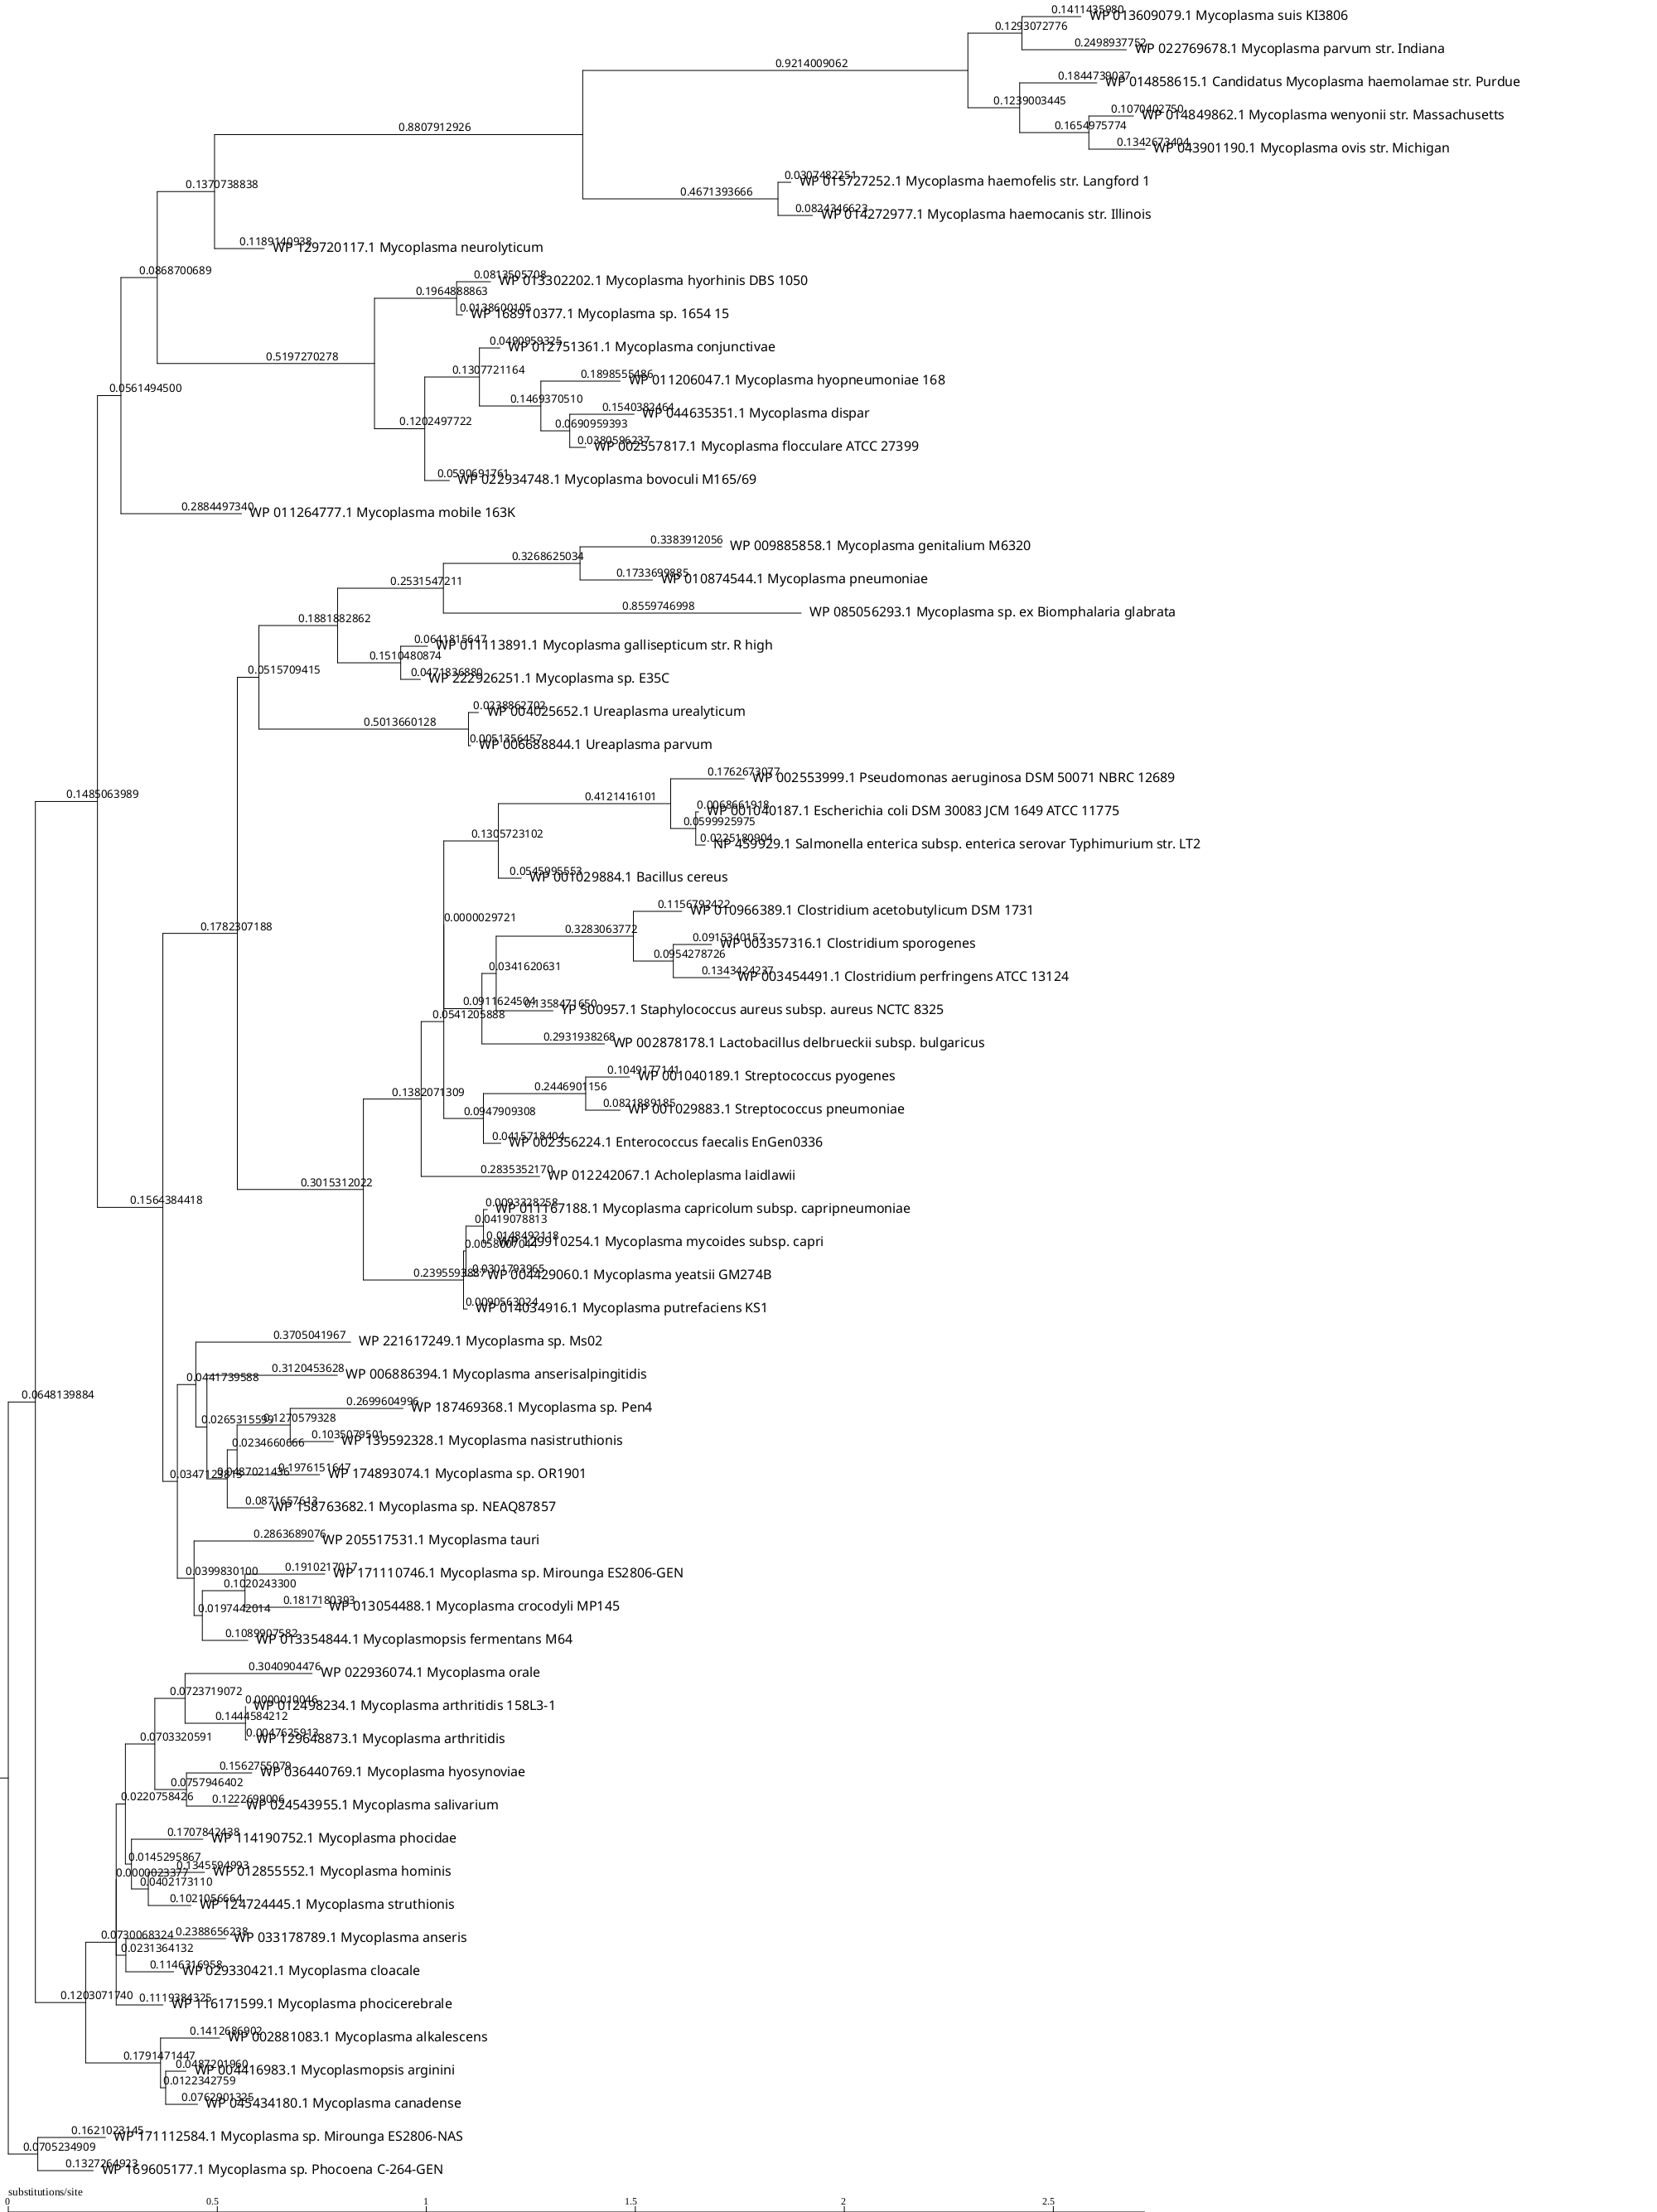 0.1411435980
WP 013609079.1 Mycoplasma suis KI3806
0.1293072776
0.2498937752
WP 022769678.1 Mycoplasma parvum str. Indiana
0.9214009062
0.1844739037
WP 014858615.1 Candidatus Mycoplasma haemolamae str. Purdue
0.1239003445
0.1070402750
WP 014849862.1 Mycoplasma wenyonii str. Massachusetts
0.1654975774
0.8807912926
0.1342673404
WP 043901190.1 Mycoplasma ovis str. Michigan
0.0307482251
WP 015727252.1 Mycoplasma haemofelis str. Langford 1
0.1370738838
0.4671393666
0.0824346623
WP 014272977.1 Mycoplasma haemocanis str. Illinois
0.1189140938
WP 129720117.1 Mycoplasma neurolyticum
0.0868700689
0.0813505708
WP 013302202.1 Mycoplasma hyorhinis DBS 1050
0.1964888863
0.0138600105
WP 168910377.1 Mycoplasma sp. 1654 15
0.5197270278
0.0490959325
WP 012751361.1 Mycoplasma conjunctivae
0.1307721164
0.1898555486
WP 011206047.1 Mycoplasma hyopneumoniae 168
0.0561494500
0.1469370510
0.1540382464
WP 044635351.1 Mycoplasma dispar
0.1202497722
0.0690959393
0.0380596237
WP 002557817.1 Mycoplasma flocculare ATCC 27399
0.0590691761
WP 022934748.1 Mycoplasma bovoculi M165/69
0.2884497340
WP 011264777.1 Mycoplasma mobile 163K
0.3383912056
WP 009885858.1 Mycoplasma genitalium M6320
0.3268625034
0.1733699885
WP 010874544.1 Mycoplasma pneumoniae
0.2531547211
0.8559746998
WP 085056293.1 Mycoplasma sp. ex Biomphalaria glabrata
0.1881882862
0.0641815647
WP 011113891.1 Mycoplasma gallisepticum str. R high
0.1510480874
0.0515709415
0.0471836880
WP 222926251.1 Mycoplasma sp. E35C
0.0238862702
WP 004025652.1 Ureaplasma urealyticum
0.5013660128
0.0051356457
WP 006688844.1 Ureaplasma parvum
0.1762673077
WP 002553999.1 Pseudomonas aeruginosa DSM 50071 NBRC 12689
0.1485063989
0.4121416101
0.0068661918
WP 001040187.1 Escherichia coli DSM 30083 JCM 1649 ATCC 11775
0.0599925975
0.1305723102
0.0225180904
NP 459929.1 Salmonella enterica subsp. enterica serovar Typhimurium str. LT2
0.0545995553
WP 001029884.1 Bacillus cereus
0.0000029721
0.1156792422
WP 010966389.1 Clostridium acetobutylicum DSM 1731
0.1782307188
0.3283063772
0.0915340157
WP 003357316.1 Clostridium sporogenes
0.0954278726
0.0341620631
0.1343424237
WP 003454491.1 Clostridium perfringens ATCC 13124
0.0911624504
0.1358471650
YP 500957.1 Staphylococcus aureus subsp. aureus NCTC 8325
0.0541205888
0.2931938268
WP 002878178.1 Lactobacillus delbrueckii subsp. bulgaricus
0.1049177141
WP 001040189.1 Streptococcus pyogenes
0.1382071309
0.2446901156
0.0821889185
WP 001029883.1 Streptococcus pneumoniae
0.0947909308
0.0415718404
WP 002356224.1 Enterococcus faecalis EnGen0336
0.2835352170
WP 012242067.1 Acholeplasma laidlawii
0.3015312022
0.1564384418
0.0093328258
WP 011167188.1 Mycoplasma capricolum subsp. capripneumoniae
0.0419078813
0.0148492118
WP 129910254.1 Mycoplasma mycoides subsp. capri
0.2395593887
0.0301793965
WP 004429060.1 Mycoplasma yeatsii GM274B
0.0090563024
WP 014034916.1 Mycoplasma putrefaciens KS1
0.3705041967
WP 221617249.1 Mycoplasma sp. Ms02
0.0441739588
0.3120453628
WP 006886394.1 Mycoplasma anserisalpingitidis
0.0648139884
0.2699604996
WP 187469368.1 Mycoplasma sp. Pen4
0.0265315599
0.1270579328
0.1035079501
WP 139592328.1 Mycoplasma nasistruthionis
0.0234660666
0.1976151647
WP 174893074.1 Mycoplasma sp. OR1901
0.0487021436
0.0871657613
WP 158763682.1 Mycoplasma sp. NEAQ87857
0.2863689076
WP 205517531.1 Mycoplasma tauri
0.0399830100
0.1910217017
WP 171110746.1 Mycoplasma sp. Mirounga ES2806-GEN
0.1020243300
0.1817180393
WP 013054488.1 Mycoplasma crocodyli MP145
0.0197442014
0.1089907582
WP 013354844.1 Mycoplasmopsis fermentans M64
0.3040904476
WP 022936074.1 Mycoplasma orale
0.0723719072
0.0000010046
WP 012498234.1 Mycoplasma arthritidis 158L3-1
0.1444584212
0.0703320591
0.0047625913
WP 129648873.1 Mycoplasma arthritidis
0.1562755079
WP 036440769.1 Mycoplasma hyosynoviae
0.0757946402
0.0220758426
0.1222699006
WP 024543955.1 Mycoplasma salivarium
0.1707842438
WP 114190752.1 Mycoplasma phocidae
0.0145295867
0.1345594993
WP 012855552.1 Mycoplasma hominis
0.0000023377
0.0402173110
0.1021056664
WP 124724445.1 Mycoplasma struthionis
0.0730068324
0.2388656238
WP 033178789.1 Mycoplasma anseris
0.0231364132
0.1146316958
WP 029330421.1 Mycoplasma cloacale
0.1203071740
0.1119384325
WP 116171599.1 Mycoplasma phocicerebrale
0.1412686902
WP 002881083.1 Mycoplasma alkalescens
0.1791471447
0.0487201960
WP 004416983.1 Mycoplasmopsis arginini
0.0122342759
0.0762901325
WP 045434180.1 Mycoplasma canadense
0.1621023145
WP 171112584.1 Mycoplasma sp. Mirounga ES2806-NAS
0.0705234909
0.1327264923
WP 169605177.1 Mycoplasma sp. Phocoena C-264-GEN
substitutions/site
0 0.5 1 1.5 2 2.5